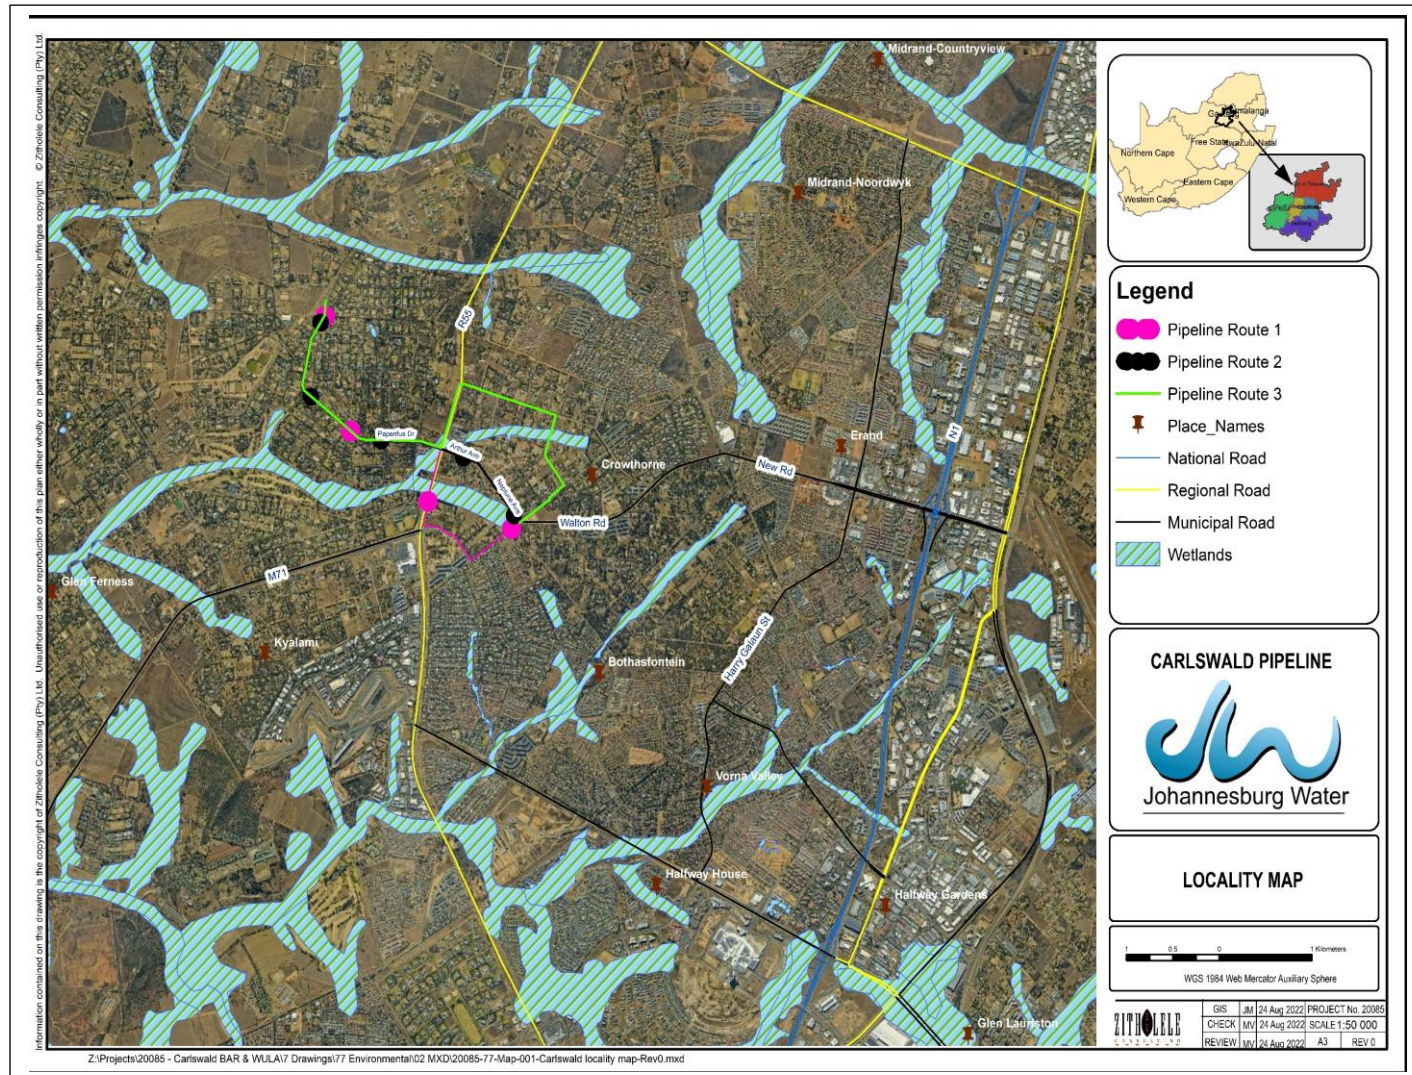 Information contained on this drawing is the copyright of Zitholele Consulting (Pty) Ltd. Unauthorised use or reproduction of this plan either wholly or in part without written permission infringes copyright. © Zitholele Consulting (Pty) Ltd.
Midrand-Countryview
Midrand-Noordwyk
R55
Papenfus Dr
Arthur Ave
Neptune Ave
Crowthorne
Erand
N1
New Rd
Walton Rd
M71
Glen Ferness
Kyalami
Bothasfontein
Harry Galaun St
Vorna Valley
Halfway House
Halfway Gardens
Glen Lauriston
Northern Cape
Free State
KwaZulu-Natal
Eastern Cape
Western Cape
Legend
Pipeline Route 1
Pipeline Route 2
Pipeline Route 3
Place_Names
National Road
Regional Road
Municipal Road
Wetlands
CARLSWALD PIPELINE
Johannesburg Water
LOCALITY MAP
1 0.5 0 1 Kilometers
WGS 1984 Web Mercator Auxiliary Sphere
ZITHOLELE
CONSULTING
GIS JM 24 Aug 2022 PROJECT No. 20085
CHECK MV 24 Aug 2022 SCALE 1:50 000
REVIEW MV 24 Aug 2022 A3 REV 0
Z:\Projects\20085 - Carlswald BAR & WULA\7 Drawings\77 Environmental\02 MXD\20085-77-Map-001-Carlswald locality map-Rev0.mxd